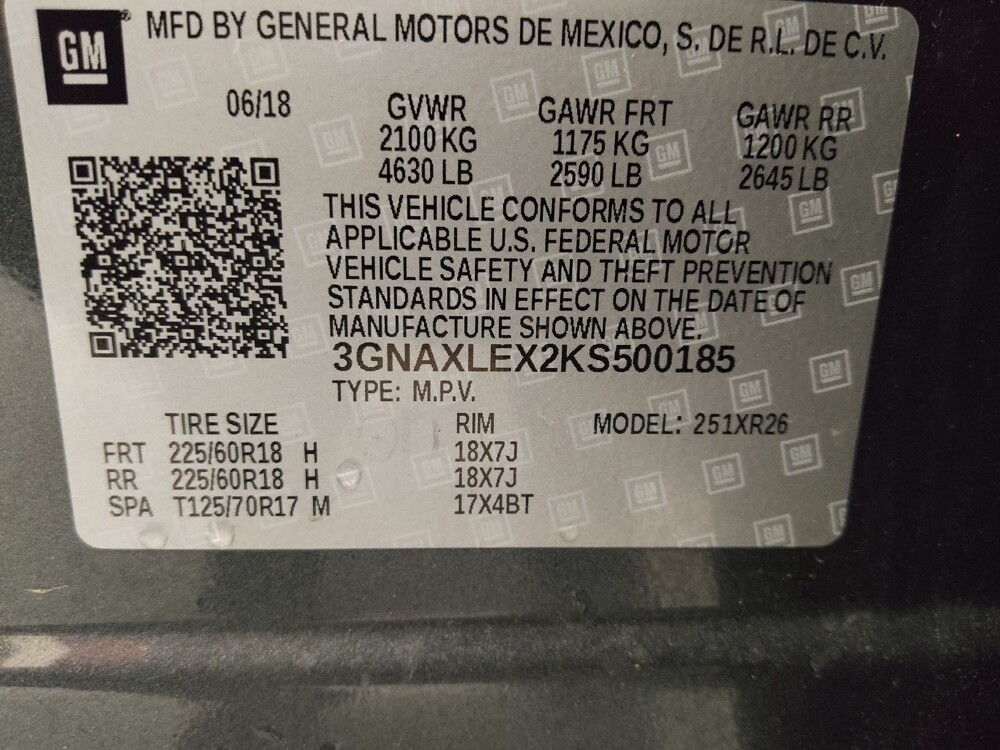 GM
MFD BY GENERAL MOTORS DE MEXICO, S. DE R.L. DE C.V.
06/18 GVWR GAWR FRT GAWR RR
2100 KG 1175 KG 1200 KG
4630 LB 2590 LB 2645 LB
THIS VEHICLE CONFORMS TO ALL
APPLICABLE U.S. FEDERAL MOTOR
VEHICLE SAFETY AND THEFT PREVENTION
STANDARDS IN EFFECT ON THE DATE OF
MANUFACTURE SHOWN ABOVE.
3GNAXLEX2KS500185
TYPE: M.P.V.
TIRE SIZE RIM MODEL: 251XR26
FRT 225/60R18 H 18X7J
RR 225/60R18 H 18X7J
SPA T125/70R17 M 17X4BT